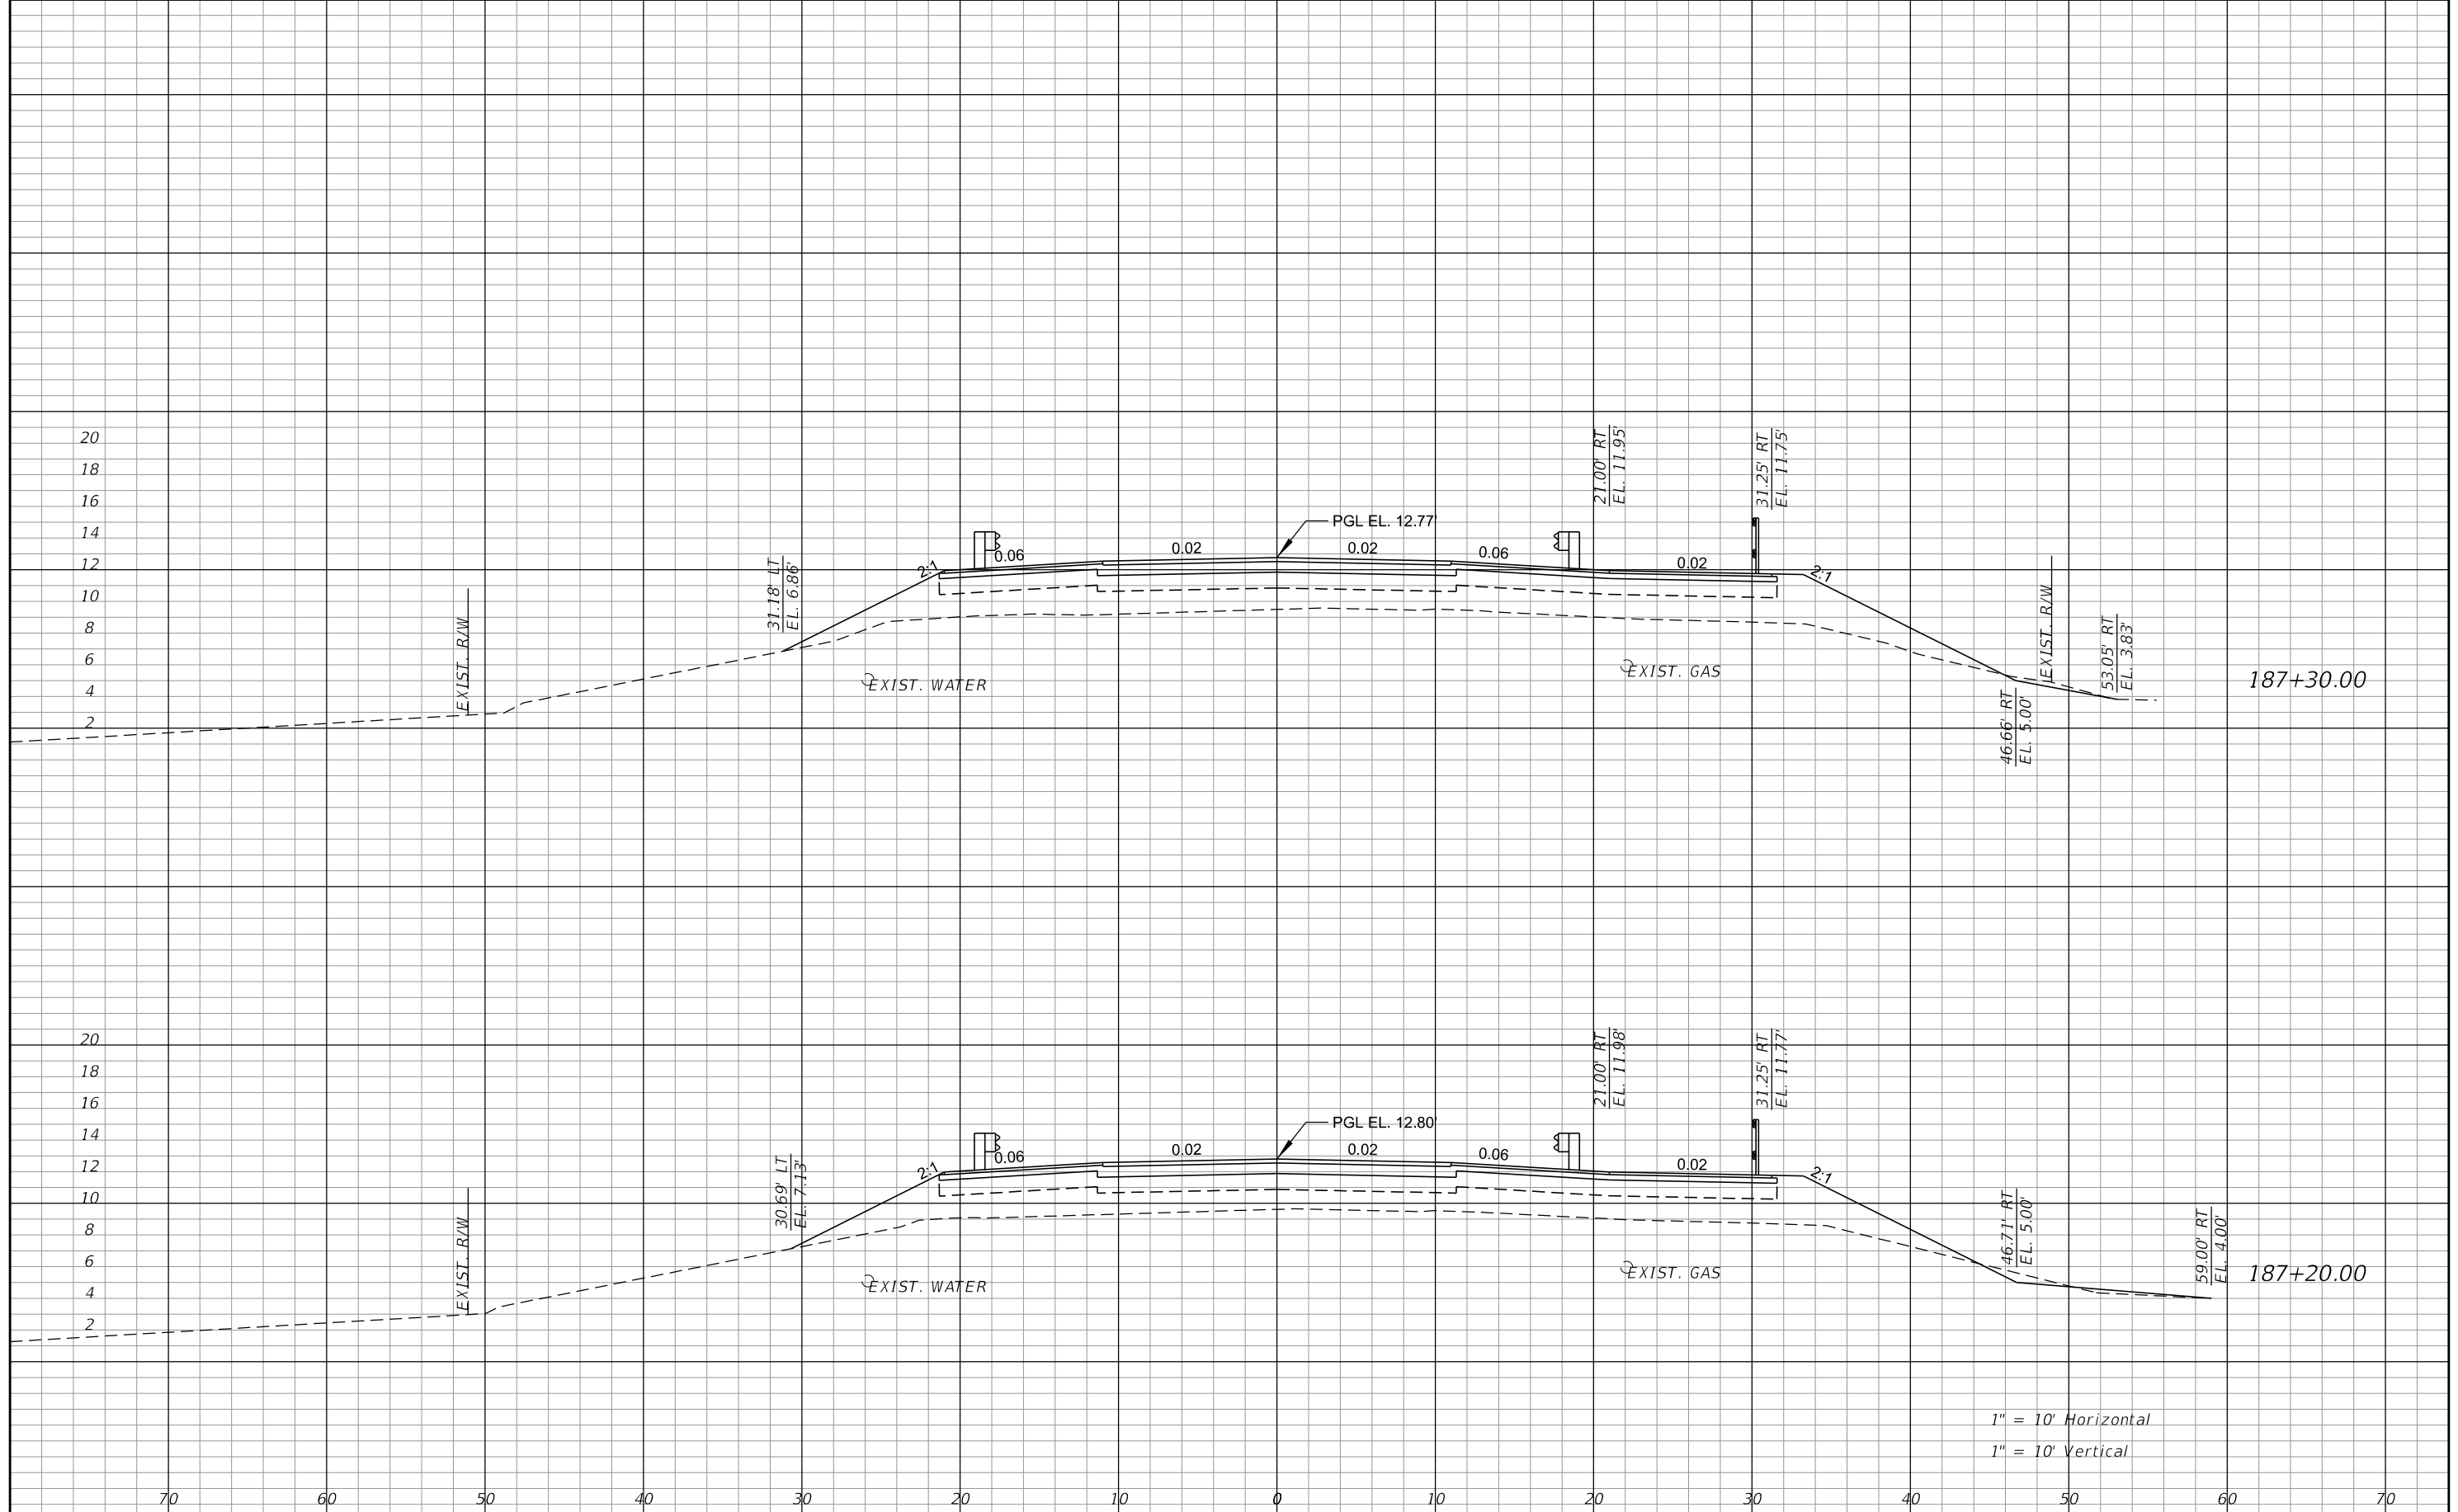 20
18
16
14
12
10
8
6
4
2
EXIST. R/W
31.18' LT
EL. 6.86'
2:1
0.06
0.02
PGL EL. 12.77'
0.02
0.06
21.00' RT
EL. 11.95'
0.02
31.25' RT
EL. 11.75'
2:1
EXIST. WATER
EXIST. GAS
46.66' RT
EL. 5.00'
EXIST. R/W
53.05' RT
EL. 3.83'
187+30.00
20
18
16
14
12
10
8
6
4
2
EXIST. R/W
30.69' LT
EL. 7.13'
2:1
0.06
0.02
PGL EL. 12.80'
0.02
0.06
21.00' RT
EL. 11.98'
0.02
31.25' RT
EL. 11.77'
2:1
EXIST. WATER
EXIST. GAS
46.71' RT
EL. 5.00'
59.00' RT
EL. 4.00'
187+20.00
1" = 10' Horizontal
1" = 10' Vertical
70 60 50 40 30 20 10 0 10 20 30 40 50 60 70